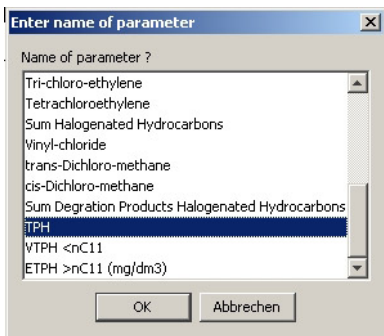 Enter name of parameter
Name of parameter ?
Tri-chloro-ethylene
Tetrachloroethylene
Sum Halogenated Hydrocarbons
Vinyl-chloride
trans-Dichloro-methane
cis-Dichloro-methane
Sum Degration Products Halogenated Hydrocarbons
TPH
VTPH <nC11
ETPH >nC11 (mg/dm3)
OK
Abbrechen